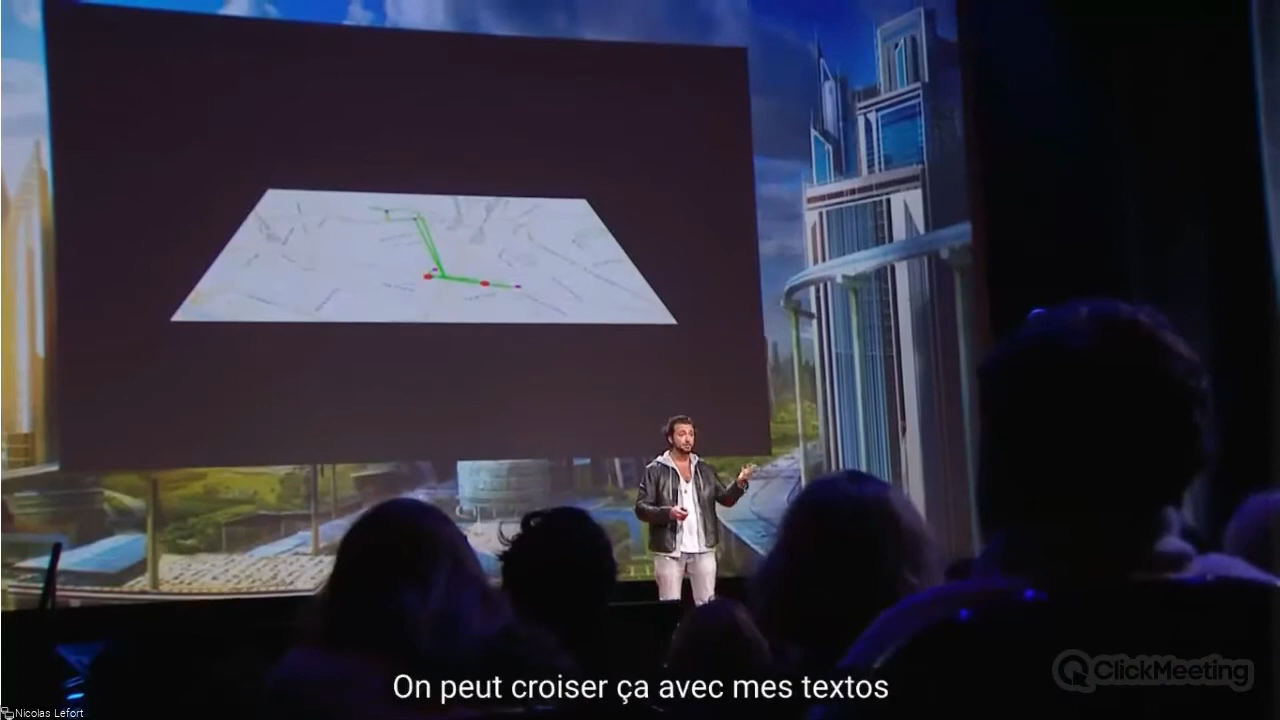 On peut croiser ça avec mes textos
ClickMeeting
Nicolas Lefort